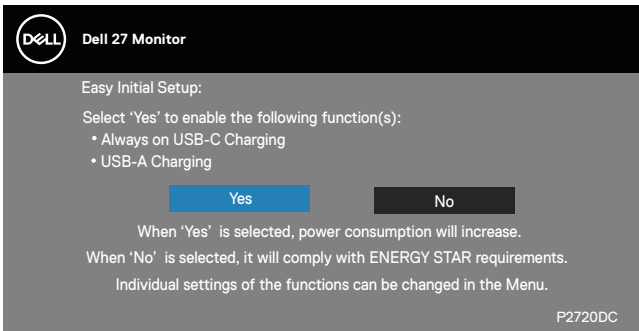 DELL
Dell 27 Monitor
Easy Initial Setup:
Select ‘Yes’ to enable the following function(s):
• Always on USB-C Charging
• USB-A Charging
Yes
No
When ‘Yes’ is selected, power consumption will increase.
When ‘No’ is selected, it will comply with ENERGY STAR requirements.
Individual settings of the functions can be changed in the Menu.
P2720DC